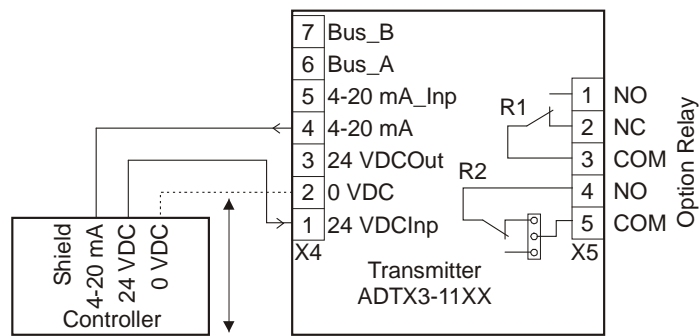 7 Bus_B
6 Bus_A
5 4-20 mA_Inp
4 4-20 mA
3 24 VDCOut
2 0 VDC
1 24 VDCInp
X4
R1
R2
1 NO
2 NC
3 COM
4 NO
5 COM
X5
Option Relay
Transmitter
ADTX3-11XX
Shield
4-20 mA
24 VDC
0 VDC
Controller